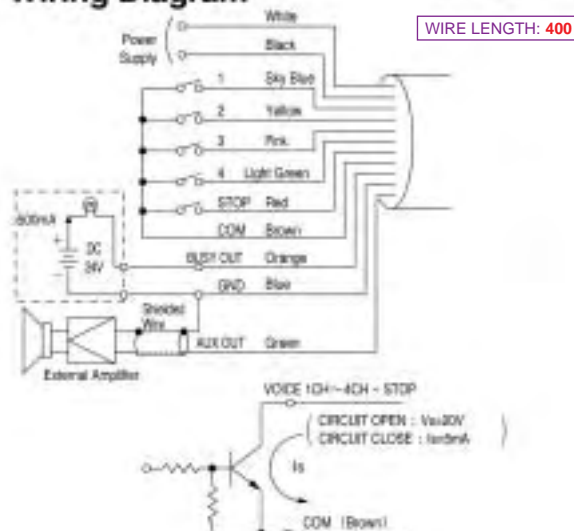 Wiring Diagram
WIRE LENGTH: 400
White
Power
Supply
Black
1 Sky Blue
2 Yellow
3 Pink
4 Light Green
STOP Red
COM Brown
600mA
DC
24V
BUSY OUT Orange
GND Blue
Shielded
Wire
AUX OUT Green
External Amplifier
VOICE 1CH~4CH - STOP
CIRCUIT OPEN :
CIRCUIT CLOSE :
Is
COM (Brown)